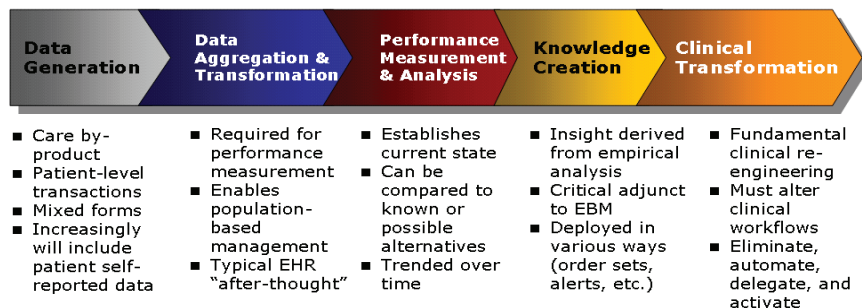 Data
Generation
Data
Aggregation &
Transformation
Performance
Measurement
& Analysis
Knowledge
Creation
Clinical
Transformation
■ Care by-
product
■ Patient-level
transactions
■ Mixed forms
■ Increasingly
will include
patient self-
reported data
■ Required for
performance
measurement
■ Enables
population-
based
management
■ Typical EHR
“after-thought”
■ Establishes
current state
■ Can be
compared to
known or
possible
alternatives
■ Trended over
time
■ Insight derived
from empirical
analysis
■ Critical adjunct
to EBM
■ Deployed in
various ways
(order sets,
alerts, etc.)
■ Fundamental
clinical re-
engineering
■ Must alter
clinical
workflows
■ Eliminate,
automate,
delegate, and
activate